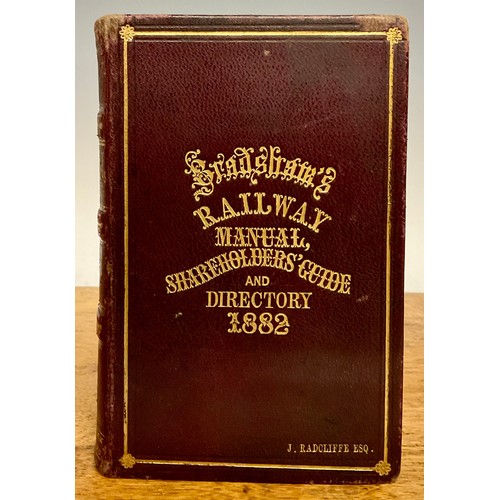 Bradshaw's
RAILWAY
MANUAL,
SHAREHOLDERS' GUIDE
AND
DIRECTORY
1882
J. RADCLIFFE ESQ.